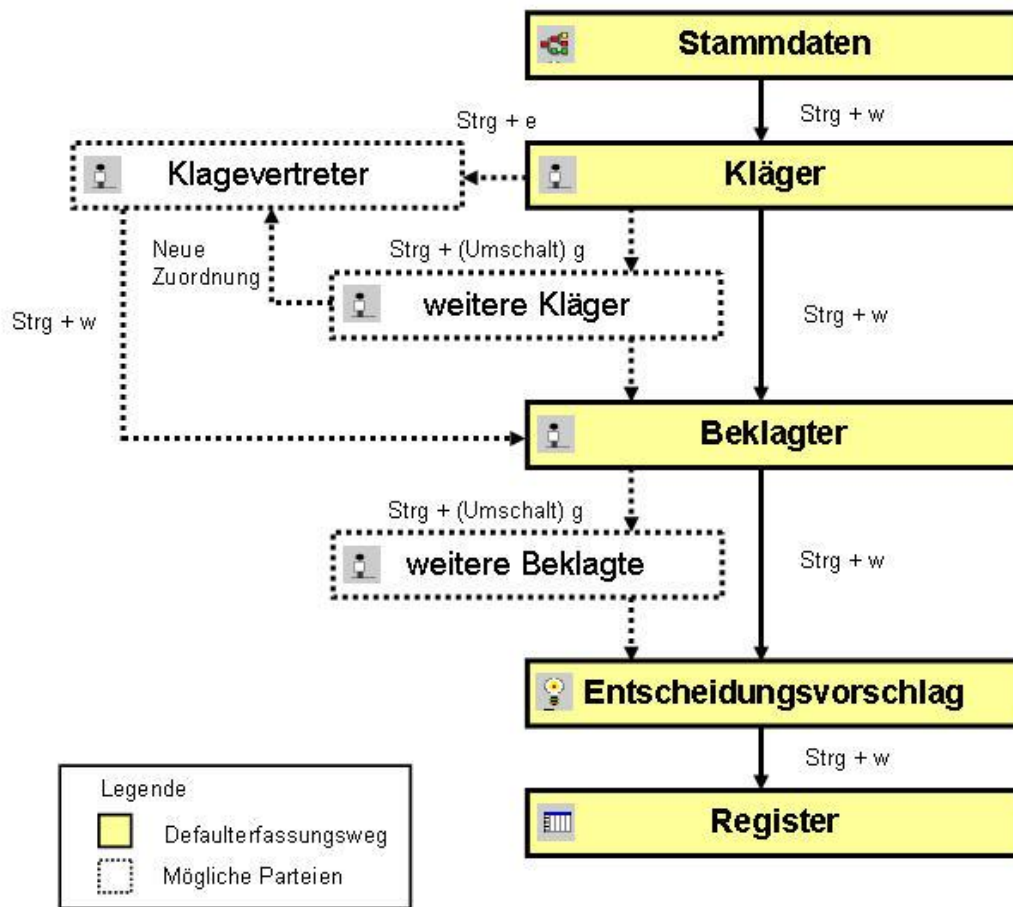 Stammdaten
Strg + w
Strg + e
Klagevertreter
Kläger
Neue
Zuordnung
Strg + (Umschalt) g
weitere Kläger
Strg + w
Strg + w
Beklagter
Strg + (Umschalt) g
weitere Beklagte
Strg + w
Entscheidungsvorschlag
Strg + w
Register
Legende
Defaulterfassungsweg
Mögliche Parteien